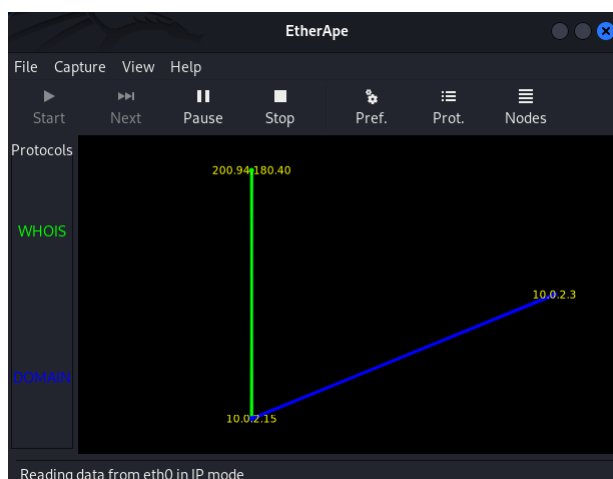 EtherApe
File Capture View Help
Start Next Pause Stop Pref. Prot. Nodes
Protocols
200.94.180.40
WHOIS
10.0.2.3
DOMAIN
10.0.2.15
Reading data from eth0 in IP mode